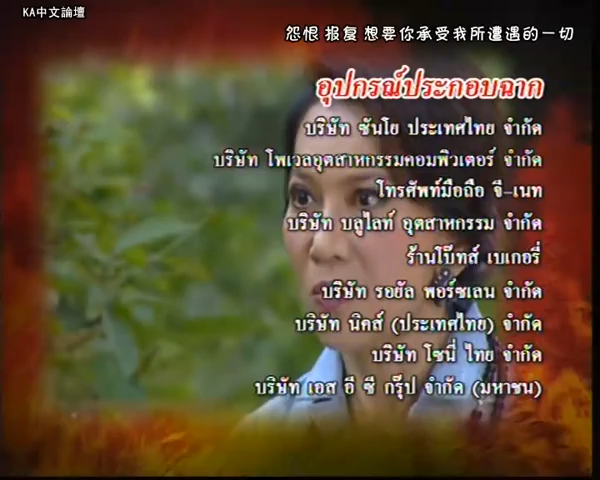 KA中文論壇
怨恨 报复 想要你承受我所遭遇的一切
อุปกรณ์ประกอบฉาก
บริษัท ซันโย ประเทศไทย จำกัด
บริษัท โพเวลอุตสาหกรรมคอมพิวเตอร์ จำกัด
โทรศัพท์มือถือ จี-เนท
บริษัท บลูไลท์ อุตสาหกรรม จำกัด
ร้านโบ๊ทส์ เบเกอรี่
บริษัท รอยัล พอร์ซเลน จำกัด
บริษัท นิคส์ (ประเทศไทย) จำกัด
บริษัท โซนี่ ไทย จำกัด
บริษัท เอส อี ซี กรุ๊ป จำกัด (มหาชน)